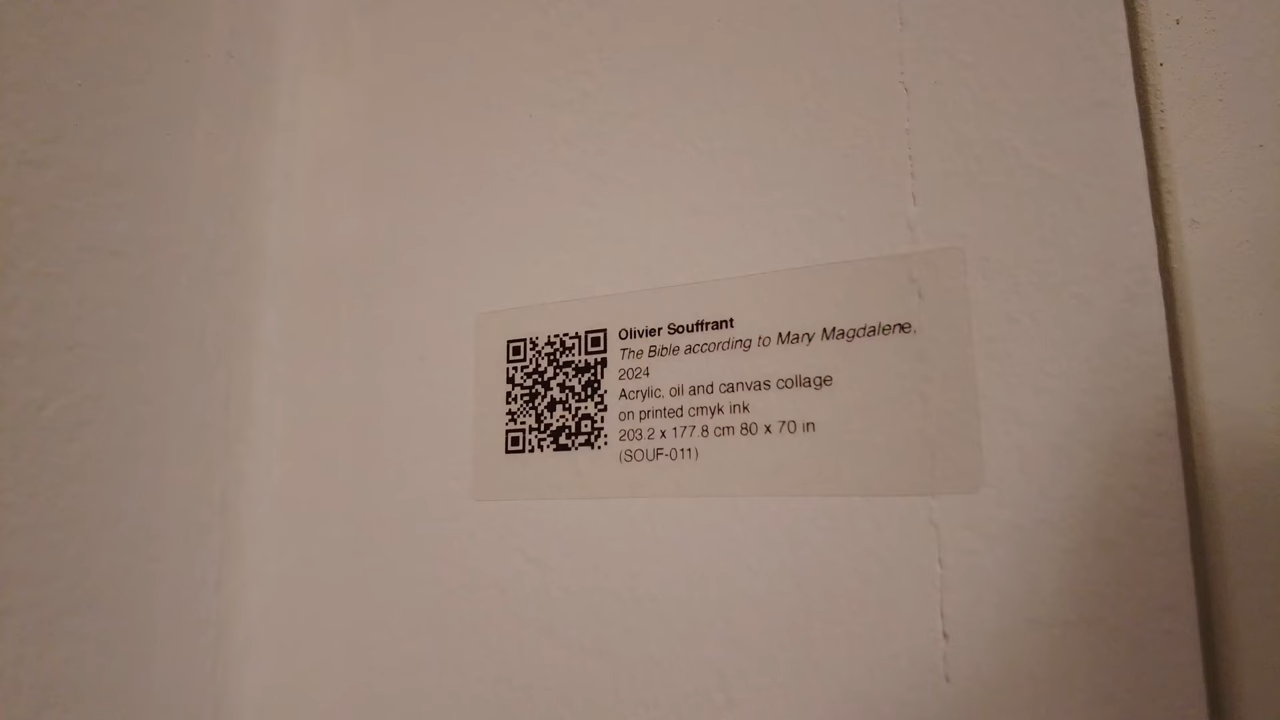 Olivier Souffrant
The Bible according to Mary Magdalene,
2024
Acrylic, oil and canvas collage
on printed cmyk ink
203.2 x 177.8 cm 80 x 70 in
(SOUF-011)